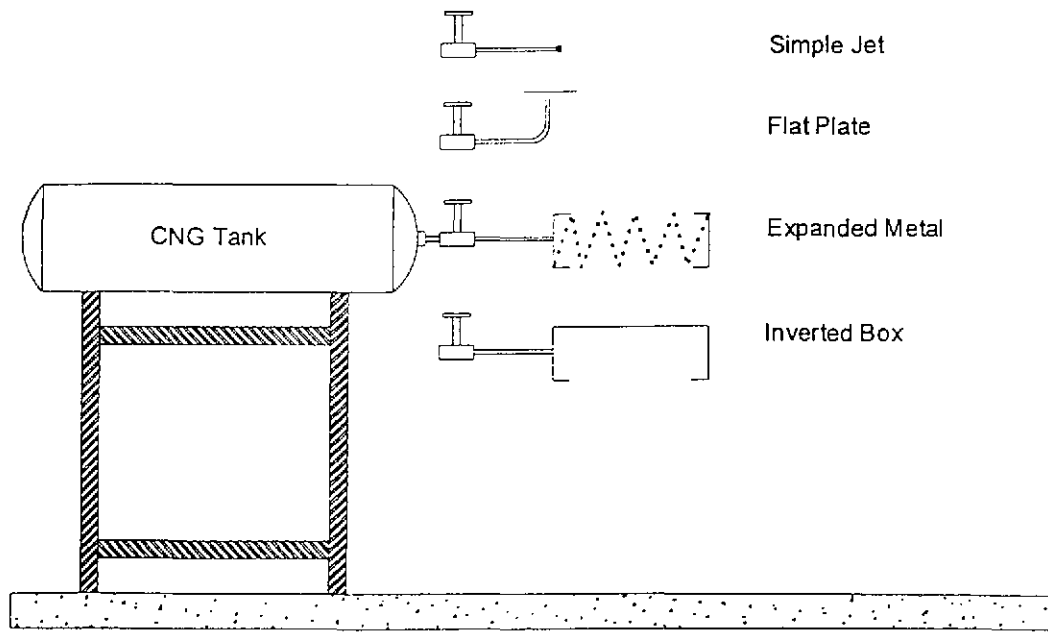 Simple Jet
Flat Plate
CNG Tank
Expanded Metal
Inverted Box